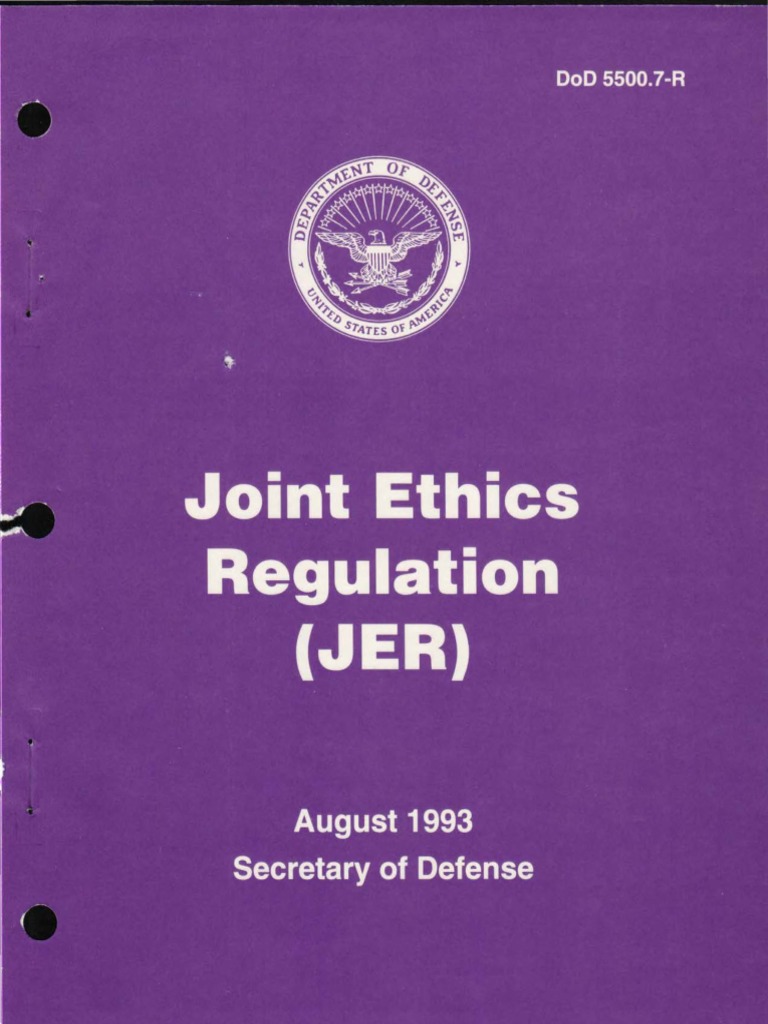 DoD 5500.7-R
DEPARTMENT OF DEFENSE
UNITED STATES OF AMERICA
Joint Ethics
Regulation
(JER)
August 1993
Secretary of Defense